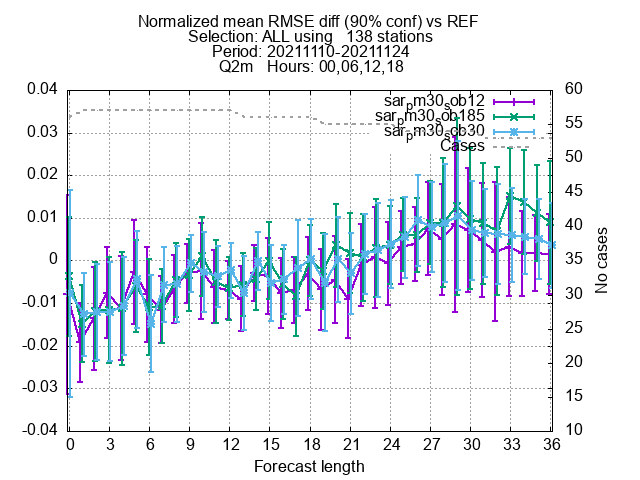 Normalized mean RMSE diff (90% conf) vs REF
Selection: ALL using 138 stations
Period: 20211110-20211124
Q2m Hours: 00,06,12,18
sar_pm30_sob12
sar_pm30_sob185
sar_pm30_scb30
Cases
0.04
0.03
0.02
0.01
0
-0.01
-0.02
-0.03
-0.04
60
55
50
45
40
35
30
25
20
15
10
No cases
0 3 6 9 12 15 18 21 24 27 30 33 36
Forecast length